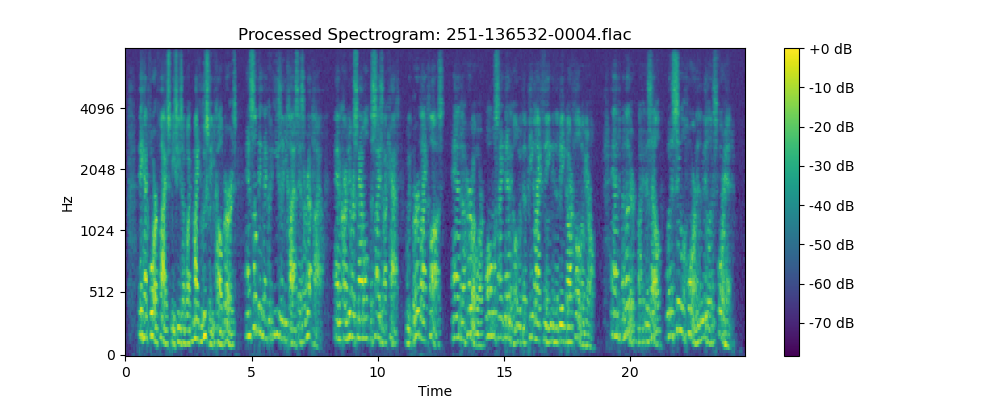 Processed Spectrogram: 251-136532-0004.flac
+0 dB
-10 dB
-20 dB
-30 dB
-40 dB
-50 dB
-60 dB
-70 dB
4096
2048
1024
512
0
Hz
0 5 10 15 20
Time